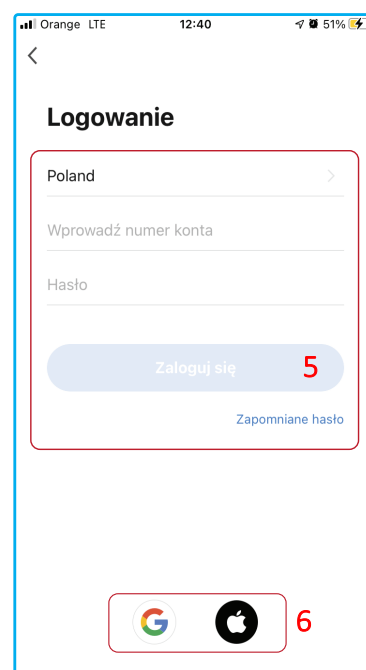 Orange LTE 12:40 51%
Logowanie
Poland
Wprowadź numer konta
Hasło
Zaloguj się 5
Zapomniane hasło
G 6